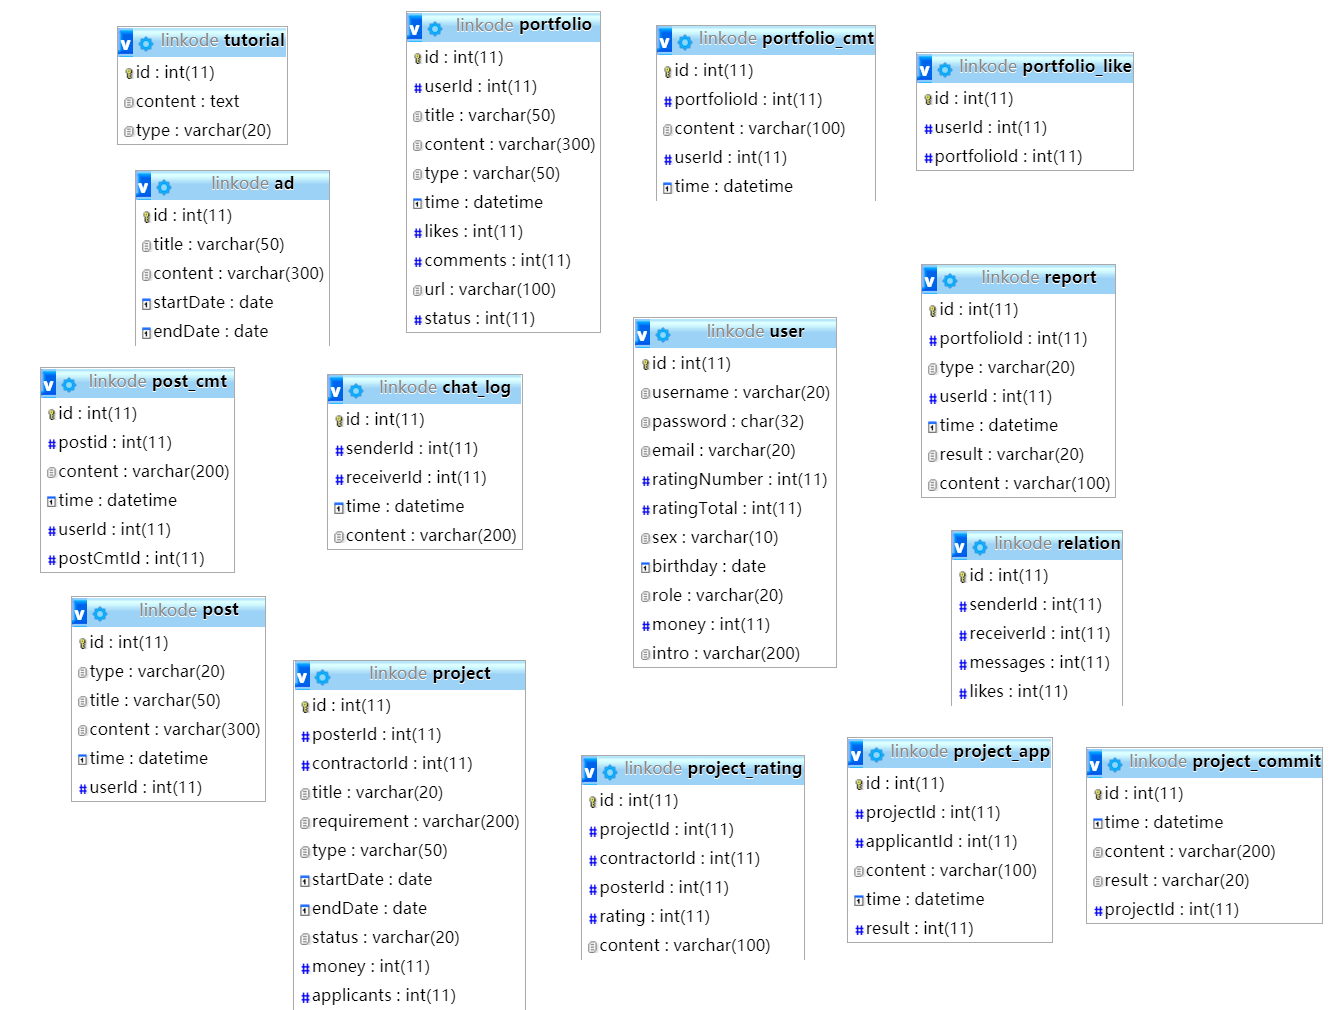 linkode tutorial
id : int(11)
content : text
type : varchar(20)
linkode portfolio
id : int(11)
userId : int(11)
title : varchar(50)
content : varchar(300)
type : varchar(50)
time : datetime
likes : int(11)
comments : int(11)
url : varchar(100)
status : int(11)
linkode portfolio_cmt
id : int(11)
portfolioId : int(11)
content : varchar(100)
userId : int(11)
time : datetime
linkode portfolio_like
id : int(11)
userId : int(11)
portfolioId : int(11)
linkode ad
id : int(11)
title : varchar(50)
content : varchar(300)
startDate : date
endDate : date
linkode report
id : int(11)
portfolioId : int(11)
type : varchar(20)
userId : int(11)
time : datetime
result : varchar(20)
content : varchar(100)
linkode user
id : int(11)
username : varchar(20)
password : char(32)
email : varchar(20)
ratingNumber : int(11)
ratingTotal : int(11)
sex : varchar(10)
birthday : date
role : varchar(20)
money : int(11)
intro : varchar(200)
linkode post_cmt
id : int(11)
postid : int(11)
content : varchar(200)
time : datetime
userId : int(11)
postCmtId : int(11)
linkode chat_log
id : int(11)
senderId : int(11)
receiverId : int(11)
time : datetime
content : varchar(200)
linkode relation
id : int(11)
senderId : int(11)
receiverId : int(11)
messages : int(11)
likes : int(11)
linkode post
id : int(11)
type : varchar(20)
title : varchar(50)
content : varchar(300)
time : datetime
userId : int(11)
linkode project
id : int(11)
posterId : int(11)
contractorId : int(11)
title : varchar(20)
requirement : varchar(200)
type : varchar(50)
startDate : date
endDate : date
status : varchar(20)
money : int(11)
applicants : int(11)
linkode project_rating
id : int(11)
projectId : int(11)
contractorId : int(11)
posterId : int(11)
rating : int(11)
content : varchar(100)
linkode project_app
id : int(11)
projectId : int(11)
applicantId : int(11)
content : varchar(100)
time : datetime
result : int(11)
linkode project_commit
id : int(11)
time : datetime
content : varchar(200)
result : varchar(20)
projectId : int(11)